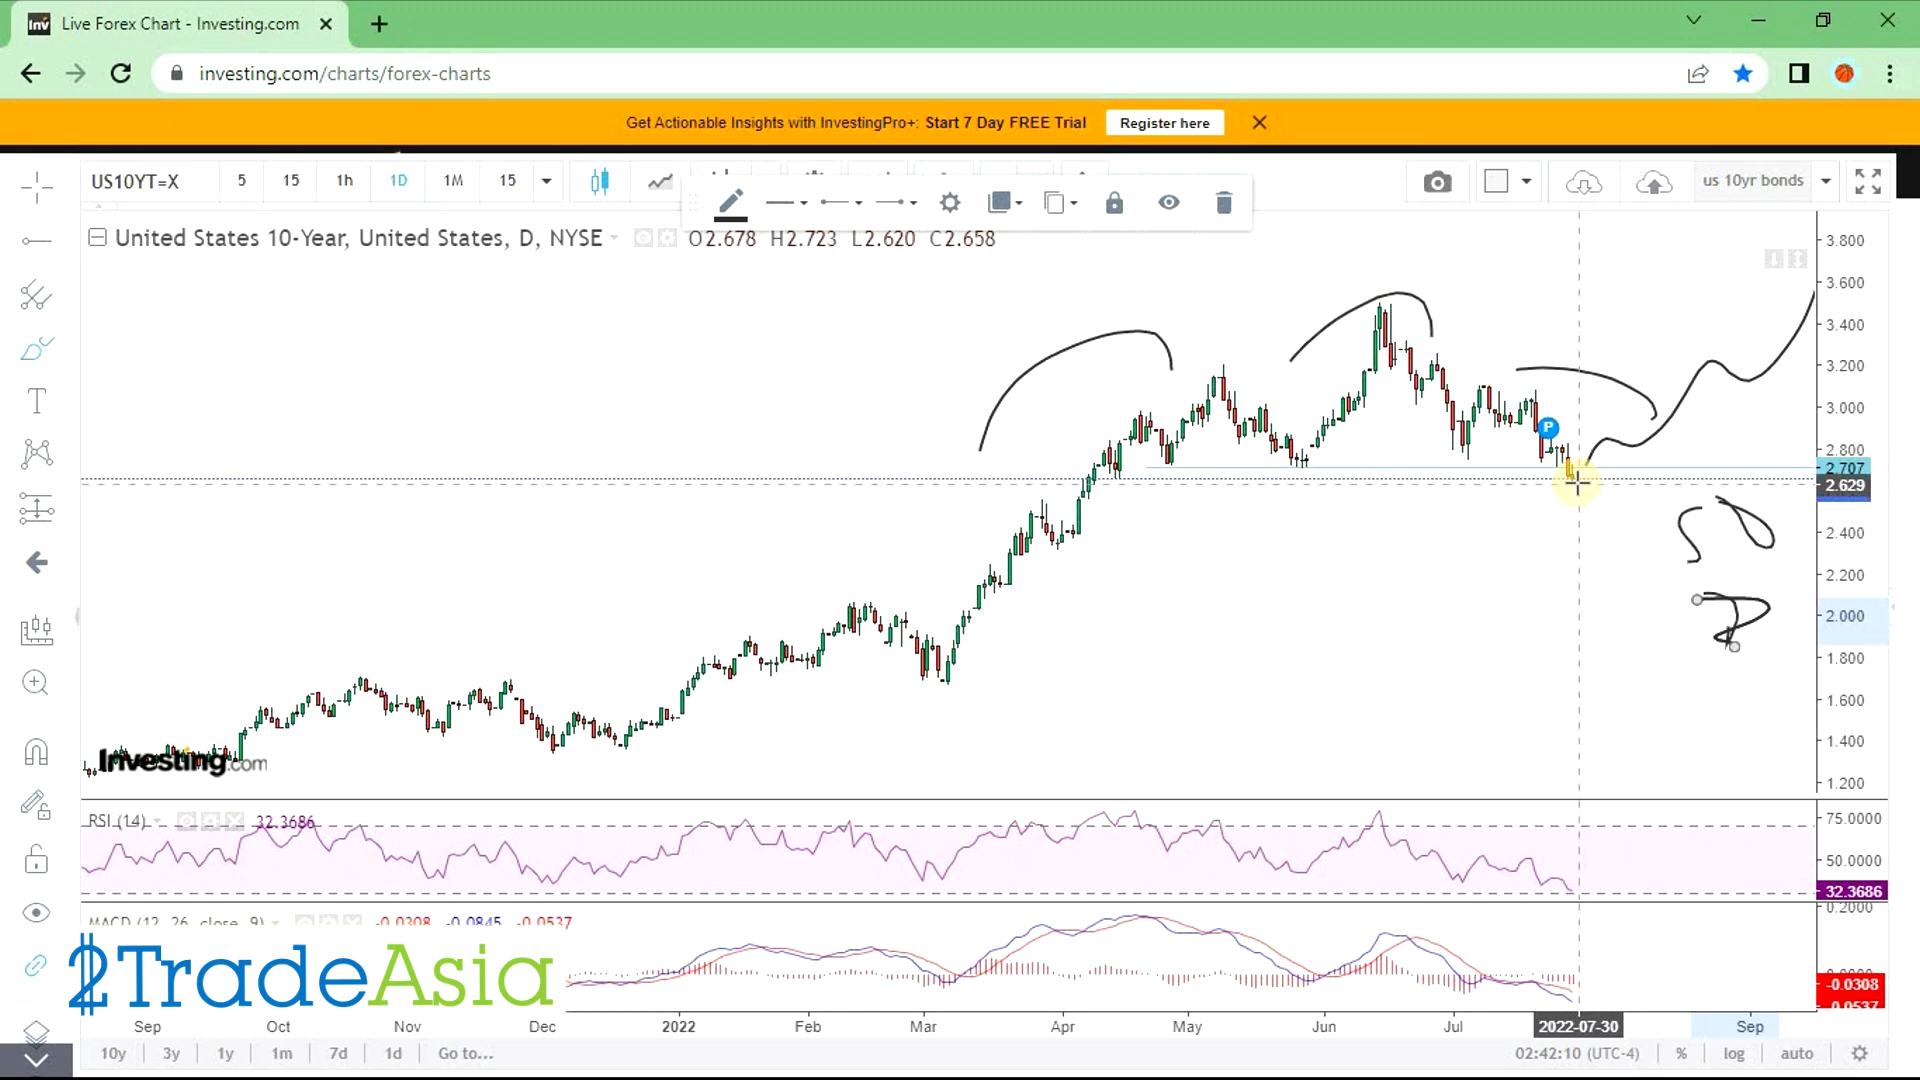 Live Forex Chart - Investing.com
investing.com/charts/forex-charts
Get Actionable Insights with InvestingPro+: Start 7 Day FREE Trial Register here
US10YT=X 5 15 1h 1D 1M 15 us 10yr bonds
United States 10-Year, United States, D, NYSE O2.678 H2.723 L2.620 C2.658
3.800
3.600
3.400
3.200
3.000
P
2.800
2.707
2.629
2.400
2.200
2.000
1.800
1.600
1.400
Investing.com
1.200
RSI (14) 32.3686
75.0000
50.0000
32.3686
MACD (12, 26, close, 9) -0.0308 -0.0845 -0.0537
0.2000
0.0000
-0.0308
-0.0537
2TradeAsia
Sep Oct Nov Dec 2022 Feb Mar Apr May Jun Jul 2022-07-30 Sep
10y 3y 1y 1m 7d 1d Go to... 02:42:10 (UTC-4) % log auto